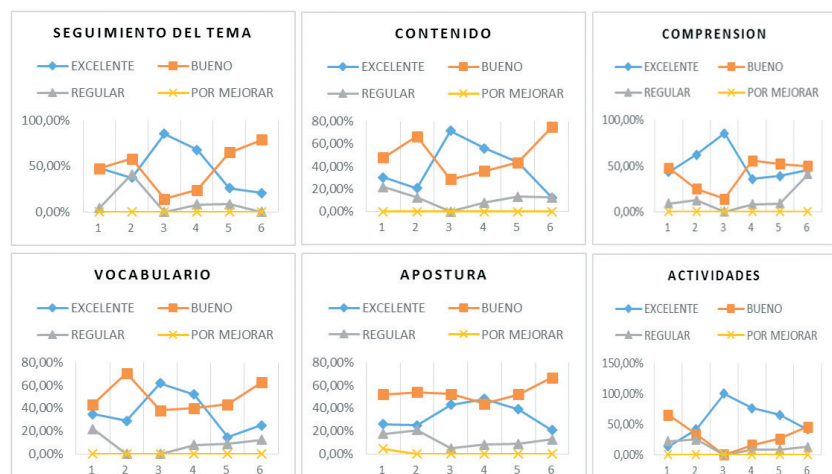 SEGUIMIENTO DEL TEMA
EXCELENTE BUENO
REGULAR POR MEJORAR
100,00%
50,00%
0,00%
1 2 3 4 5 6
CONTENIDO
EXCELENTE BUENO
REGULAR POR MEJORAR
80,00%
60,00%
40,00%
20,00%
0,00%
1 2 3 4 5 6
COMPRENSION
EXCELENTE BUENO
REGULAR POR MEJORAR
100,00%
50,00%
0,00%
1 2 3 4 5 6
VOCABULARIO
EXCELENTE BUENO
REGULAR POR MEJORAR
80,00%
60,00%
40,00%
20,00%
0,00%
1 2 3 4 5 6
APOSTURA
EXCELENTE BUENO
REGULAR POR MEJORAR
80,00%
60,00%
40,00%
20,00%
0,00%
1 2 3 4 5 6
ACTIVIDADES
EXCELENTE BUENO
REGULAR POR MEJORAR
150,00%
100,00%
50,00%
0,00%
1 2 3 4 5 6